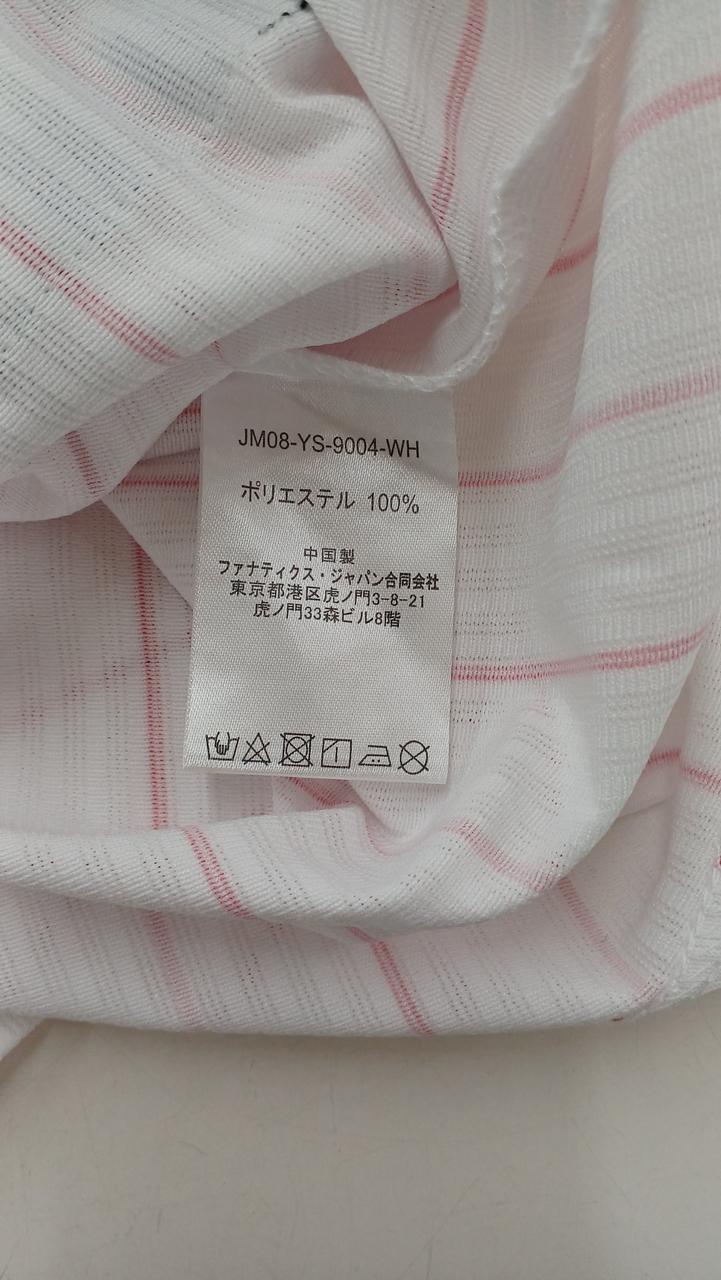 JM08-YS-9004-WH
ポリエステル 100%
中国製
ファナティクス・ジャパン合同会社
東京都港区虎ノ門3-8-21
虎ノ門33森ビル8階